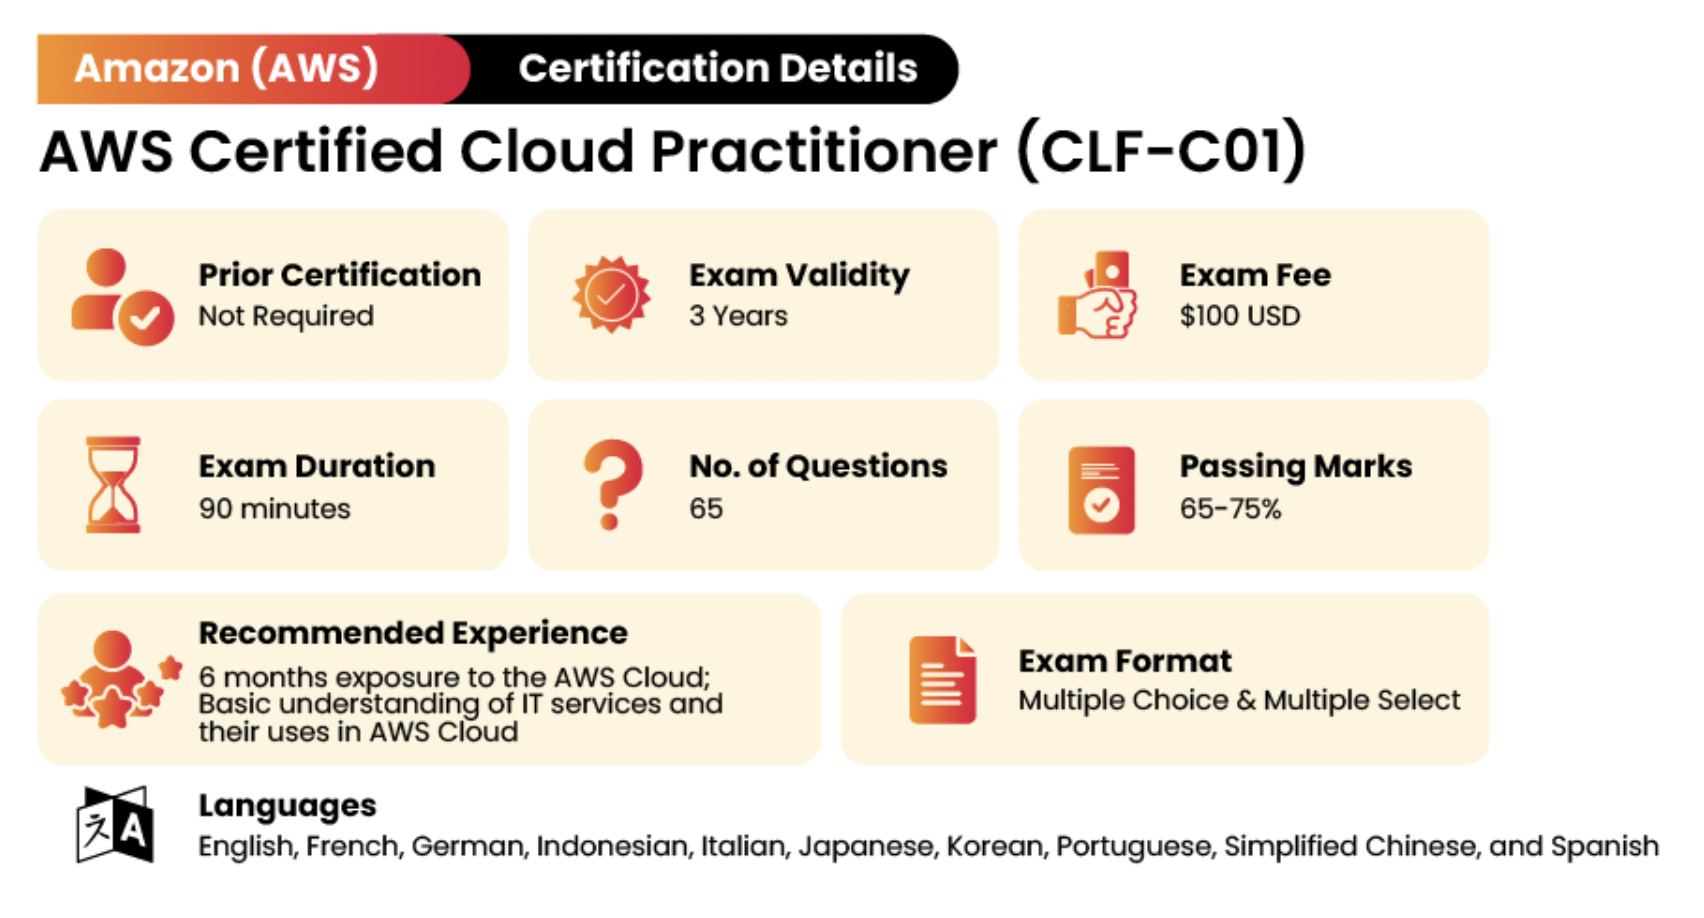 Amazon (AWS)
Certification Details
AWS Certified Cloud Practitioner (CLF-C01)
Prior Certification
Not Required
Exam Validity
3 Years
Exam Fee
$100 USD
Exam Duration
90 minutes
No. of Questions
65
Passing Marks
65-75%
Recommended Experience
6 months exposure to the AWS Cloud;
Basic understanding of IT services and
their uses in AWS Cloud
Exam Format
Multiple Choice & Multiple Select
Languages
English, French, German, Indonesian, Italian, Japanese, Korean, Portuguese, Simplified Chinese, and Spanish